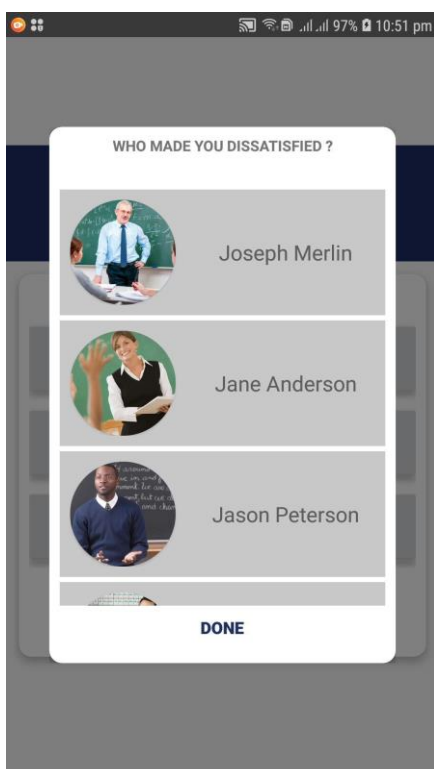 97% 10:51 pm
WHO MADE YOU DISSATISFIED ?
Joseph Merlin
Jane Anderson
Jason Peterson
DONE